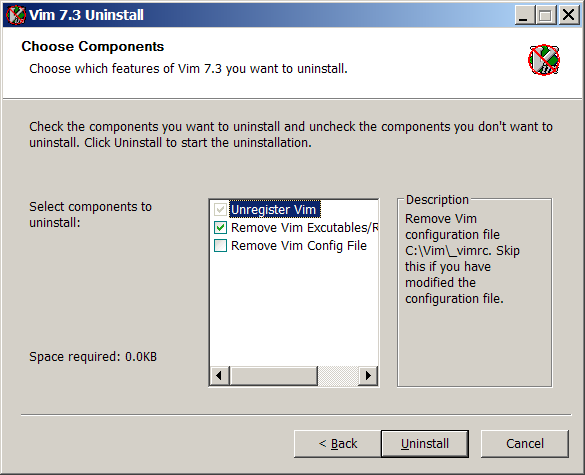 Vim 7.3 Uninstall
Choose Components
Choose which features of Vim 7.3 you want to uninstall.
Check the components you want to uninstall and uncheck the components you don't want to
uninstall. Click Uninstall to start the uninstallation.
Select components to
uninstall:
Unregister Vim
Remove Vim Excutables/R
Remove Vim Config File
Description
Remove Vim
configuration file
C:\Vim\_vimrc. Skip
this if you have
modified the
configuration file.
Space required: 0.0KB
< Back
Uninstall
Cancel